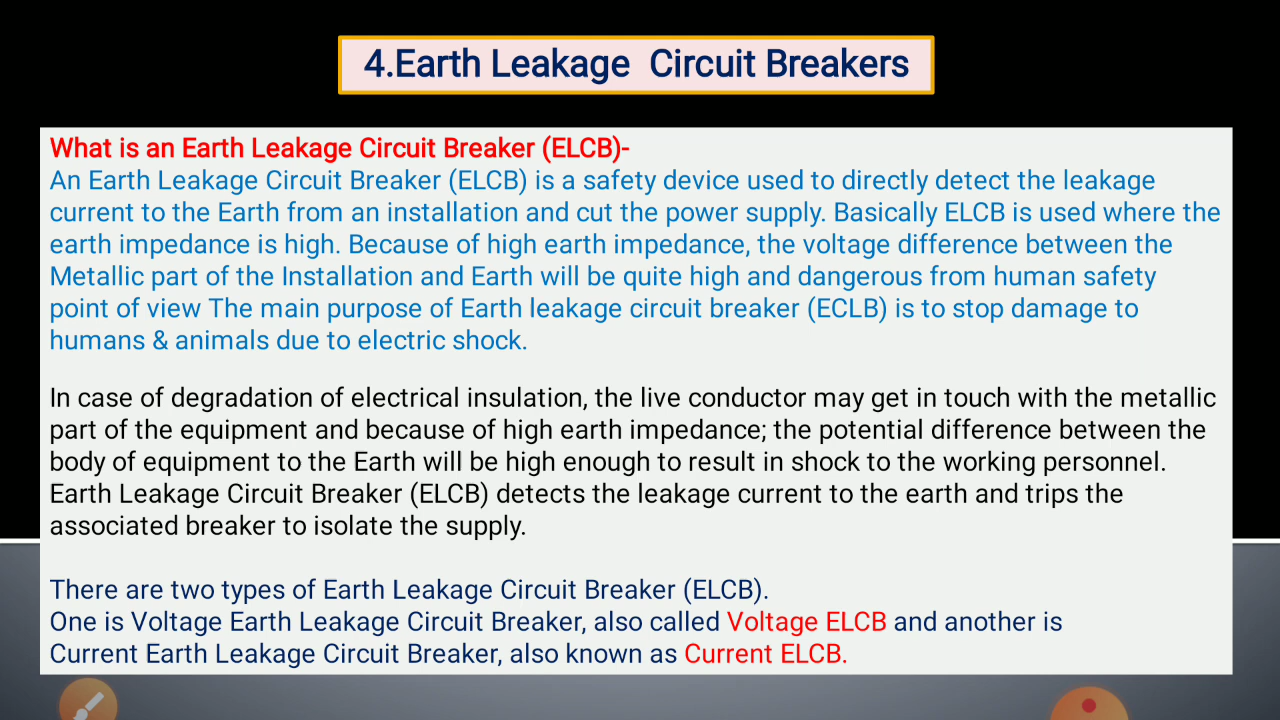 4.Earth Leakage Circuit Breakers
What is an Earth Leakage Circuit Breaker (ELCB)-
An Earth Leakage Circuit Breaker (ELCB) is a safety device used to directly detect the leakage
current to the Earth from an installation and cut the power supply. Basically ELCB is used where the
earth impedance is high. Because of high earth impedance, the voltage difference between the
Metallic part of the Installation and Earth will be quite high and dangerous from human safety
point of view The main purpose of Earth leakage circuit breaker (ECLB) is to stop damage to
humans & animals due to electric shock.
In case of degradation of electrical insulation, the live conductor may get in touch with the metallic
part of the equipment and because of high earth impedance; the potential difference between the
body of equipment to the Earth will be high enough to result in shock to the working personnel.
Earth Leakage Circuit Breaker (ELCB) detects the leakage current to the earth and trips the
associated breaker to isolate the supply.
There are two types of Earth Leakage Circuit Breaker (ELCB).
One is Voltage Earth Leakage Circuit Breaker, also called Voltage ELCB and another is
Current Earth Leakage Circuit Breaker, also known as Current ELCB.